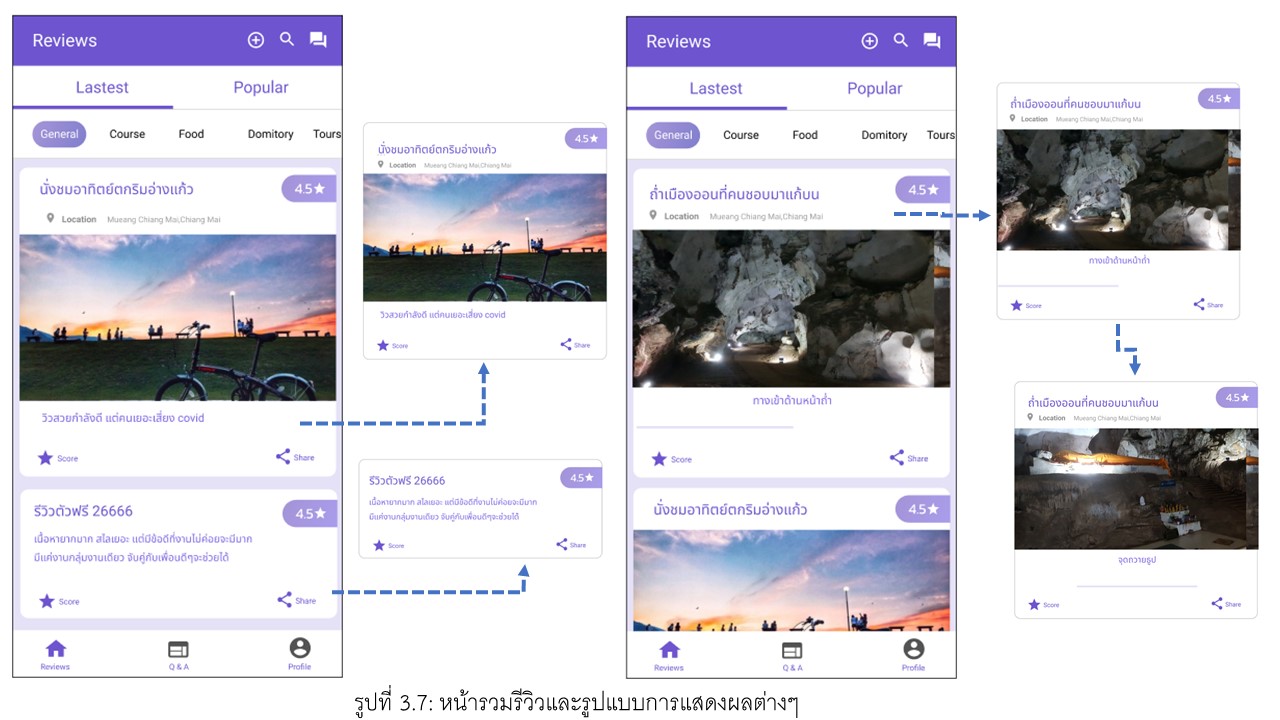 Reviews
Lastest Popular
General Course Food Domitory Tours
นั่งชมอาทิตย์ตกริมอ่างแก้ว
4.5★
Location Mueang Chiang Mai,Chiang Mai
วิวสวยกำลังดี แต่คนเยอะเสี่ยง covid
Score Share
รีวิวตัวฟรี 26666
4.5★
เนื้อหายากมาก สไลเยอะ แต่มีข้อดีที่งานไม่ค่อยจะมีมาก
มีแค่งานกลุ่มงานเดียว จับคู่กับเพื่อนดีๆจะช่วยได้
Score Share
Reviews Q & A Profile
นั่งชมอาทิตย์ตกริมอ่างแก้ว
4.5★
Location Mueang Chiang Mai,Chiang Mai
วิวสวยกำลังดี แต่คนเยอะเสี่ยง covid
Score Share
รีวิวตัวฟรี 26666
4.5★
เนื้อหายากมาก สไลเยอะ แต่มีข้อดีที่งานไม่ค่อยจะมีมาก
มีแค่งานกลุ่มงานเดียว จับคู่กับเพื่อนดีๆจะช่วยได้
Score Share
Reviews
Lastest Popular
General Course Food Domitory Tours
ถ้ำเมืองออนที่คนชอบมาแก้บน
4.5★
Location Mueang Chiang Mai,Chiang Mai
ทางเข้าด้านหน้าถ้ำ
Score Share
นั่งชมอาทิตย์ตกริมอ่างแก้ว
4.5★
Reviews Q & A Profile
ถ้ำเมืองออนที่คนชอบมาแก้บน
4.5★
Location Mueang Chiang Mai,Chiang Mai
ทางเข้าด้านหน้าถ้ำ
Score Share
ถ้ำเมืองออนที่คนชอบมาแก้บน
4.5★
Location Mueang Chiang Mai,Chiang Mai
จุดถวายธูป
Score Share
รูปที่ 3.7: หน้ารวมรีวิวและรูปแบบการแสดงผลต่างๆ